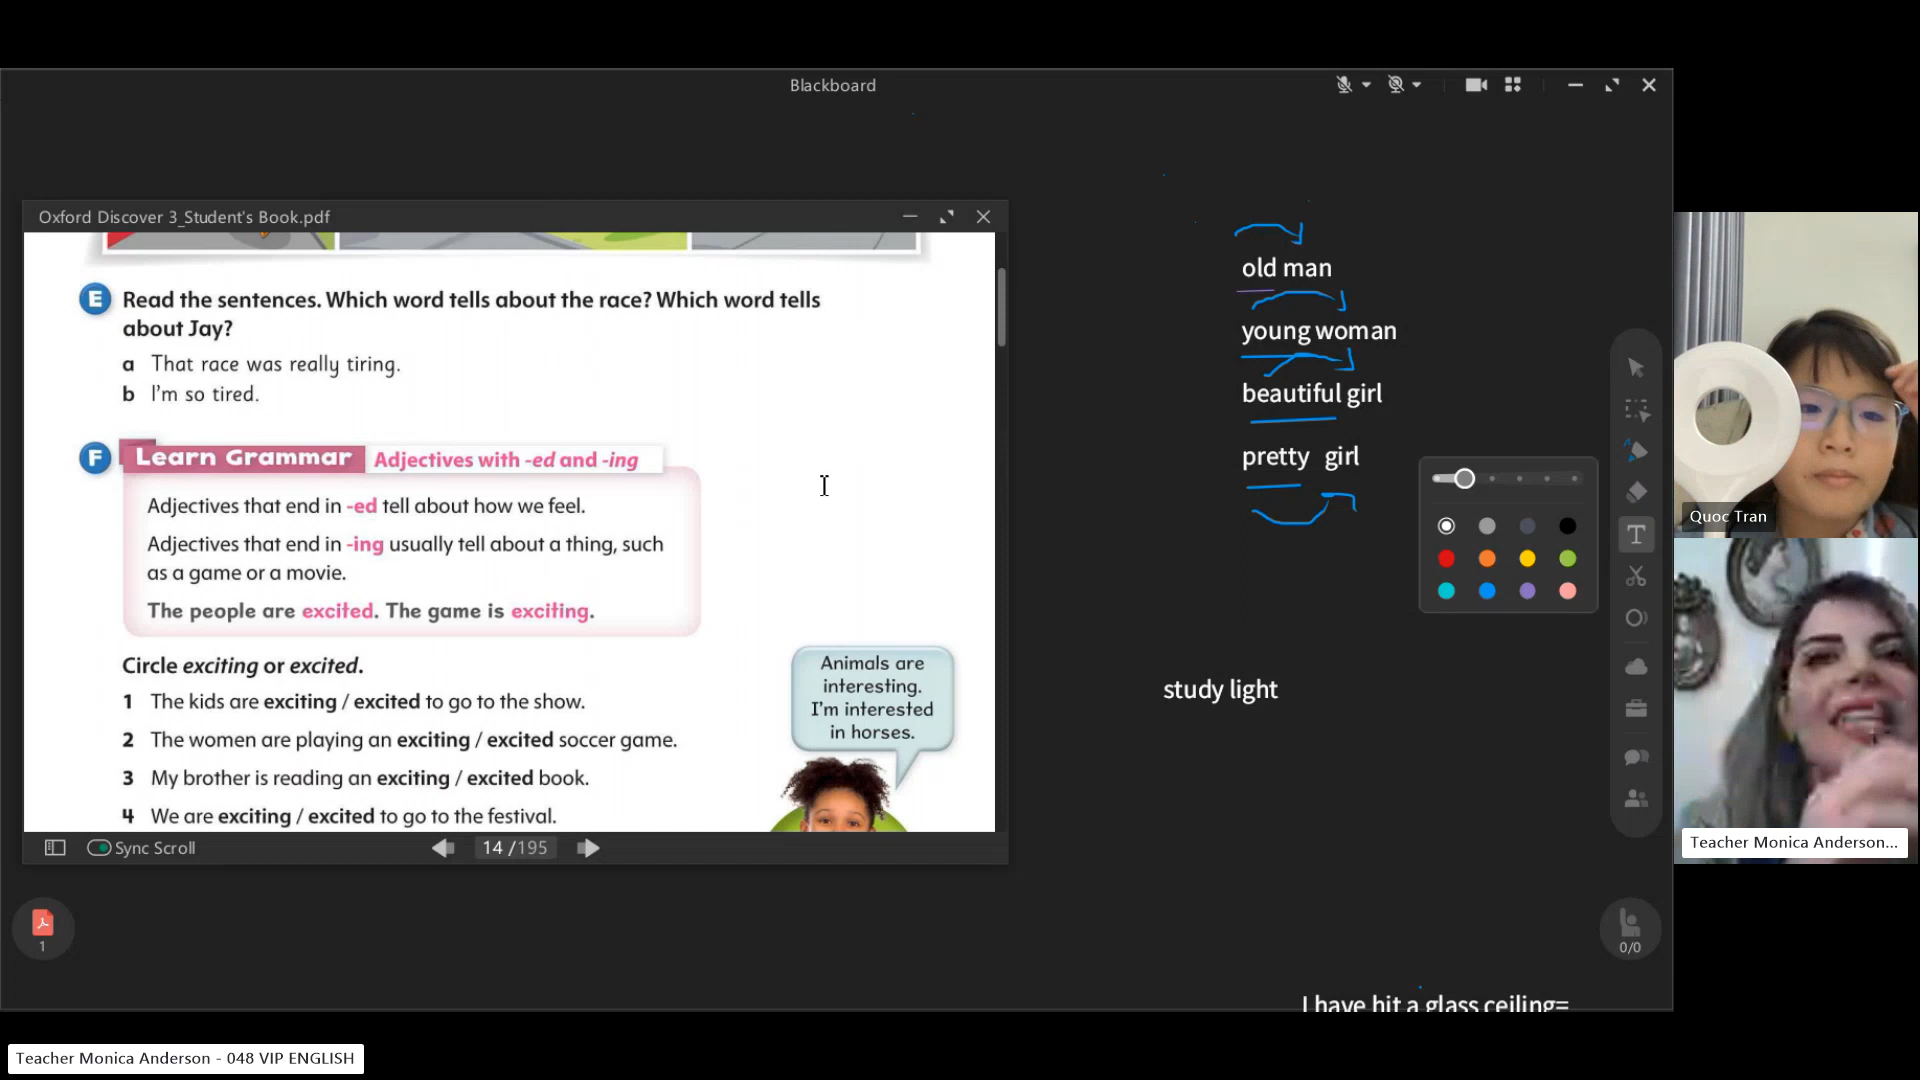 Blackboard
Oxford Discover 3_Student's Book.pdf
E Read the sentences. Which word tells about the race? Which word tells
about Jay?
a That race was really tiring.
b I'm so tired.
F Learn Grammar Adjectives with -ed and -ing
Adjectives that end in -ed tell about how we feel.
Adjectives that end in -ing usually tell about a thing, such
as a game or a movie.
The people are excited. The game is exciting.
Circle exciting or excited.
1 The kids are exciting / excited to go to the show.
2 The women are playing an exciting / excited soccer game.
3 My brother is reading an exciting / excited book.
4 We are exciting / excited to go to the festival.
Animals are
interesting.
I'm interested
in horses.
Sync Scroll
14 /195
1
old man
young woman
beautiful girl
pretty girl
study light
I have hit a glass ceiling=
T
0/0
Quoc Tran
Teacher Monica Anderson...
Teacher Monica Anderson - 048 VIP ENGLISH